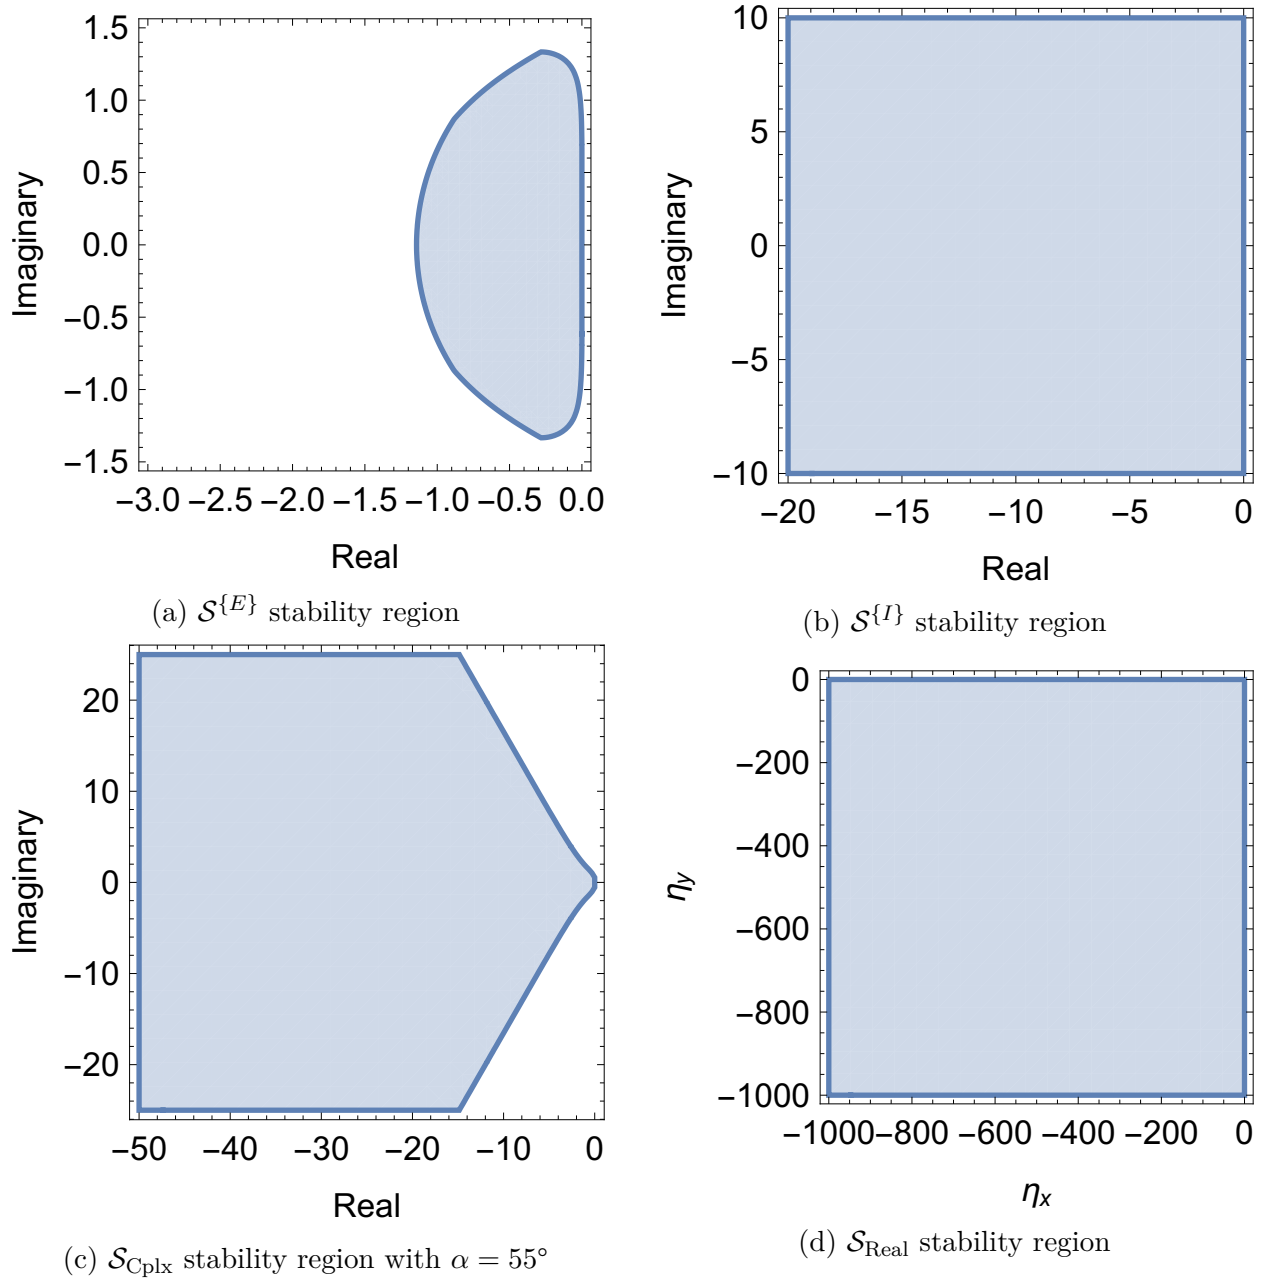 1.5
1.0
0.5
0.0
−0.5
−1.0
−1.5
Imaginary
−3.0 −2.5 −2.0 −1.5 −1.0 −0.5 0.0
Real
(a) 𝒮^{E} stability region
10
5
0
−5
−10
Imaginary
−20 −15 −10 −5 0
Real
(b) 𝒮^{I} stability region
20
10
0
−10
−20
Imaginary
−50 −40 −30 −20 −10 0
Real
(c) 𝒮_Cplx stability region with α = 55°
0
−200
−400
−600
−800
−1000
η_y
−1000 −800 −600 −400 −200 0
η_x
(d) 𝒮_Real stability region